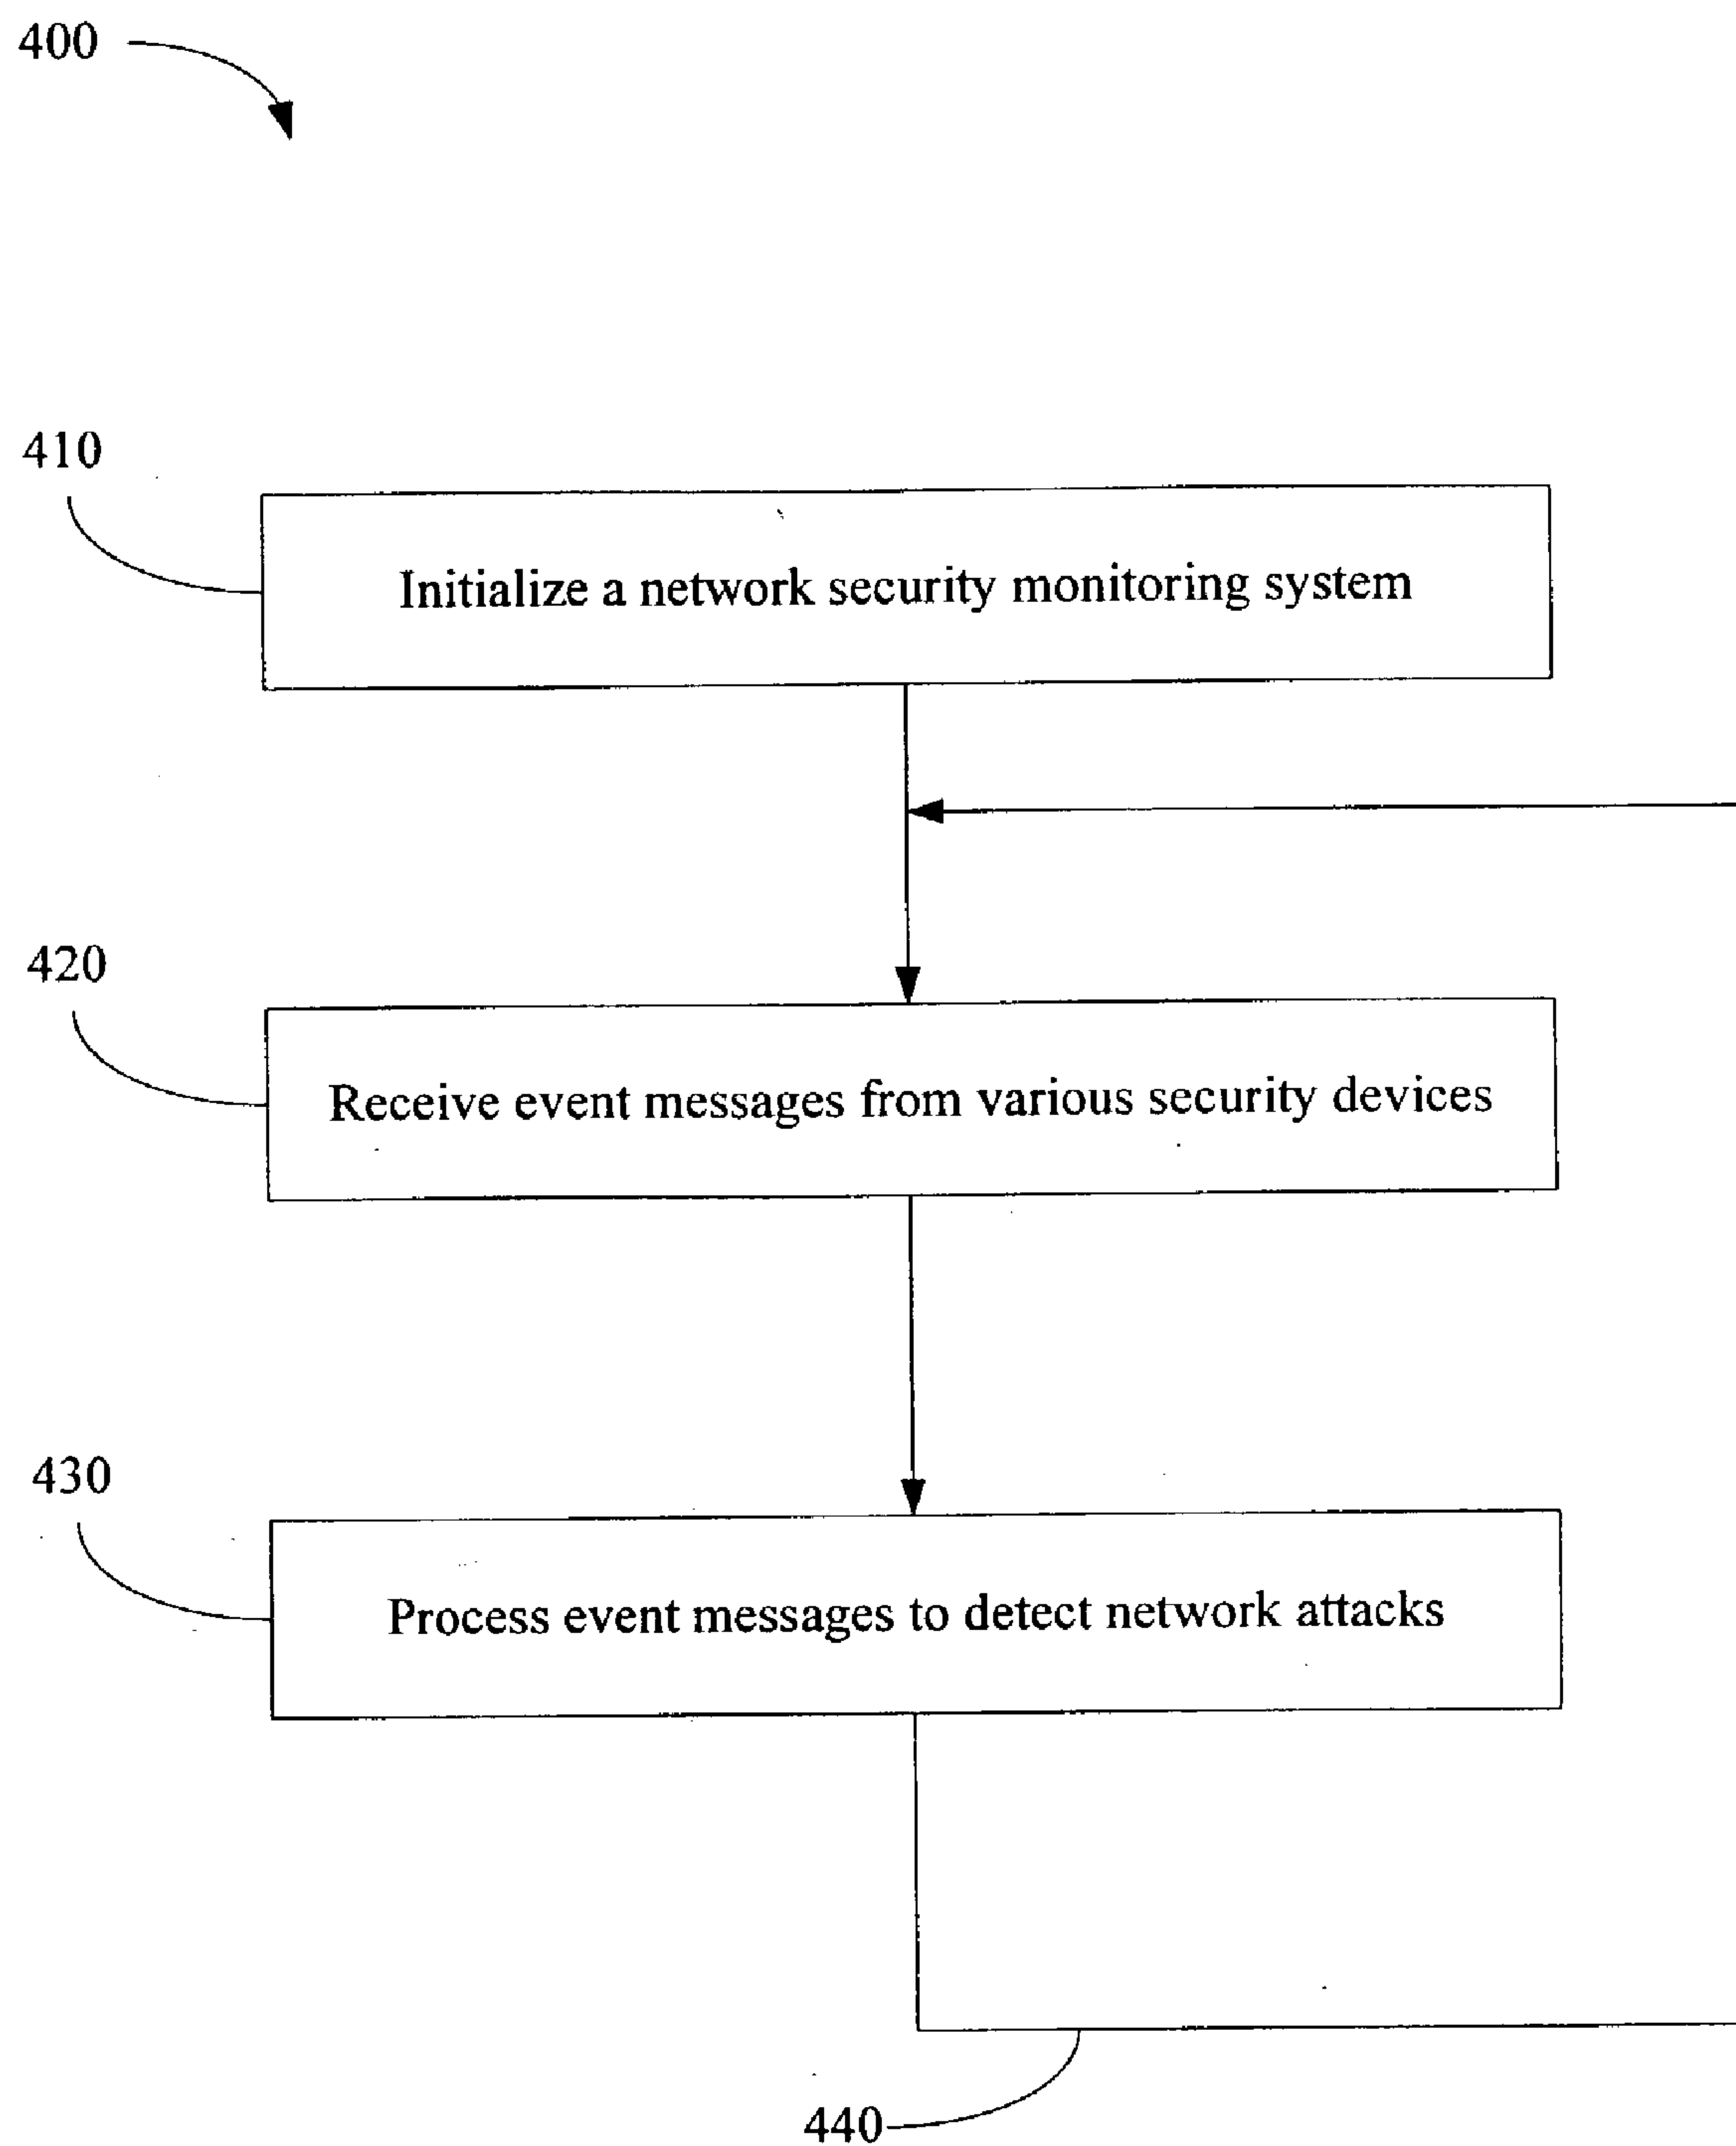 400
410
Initialize a network security monitoring system
420
Receive event messages from various security devices
430
Process event messages to detect network attacks
440